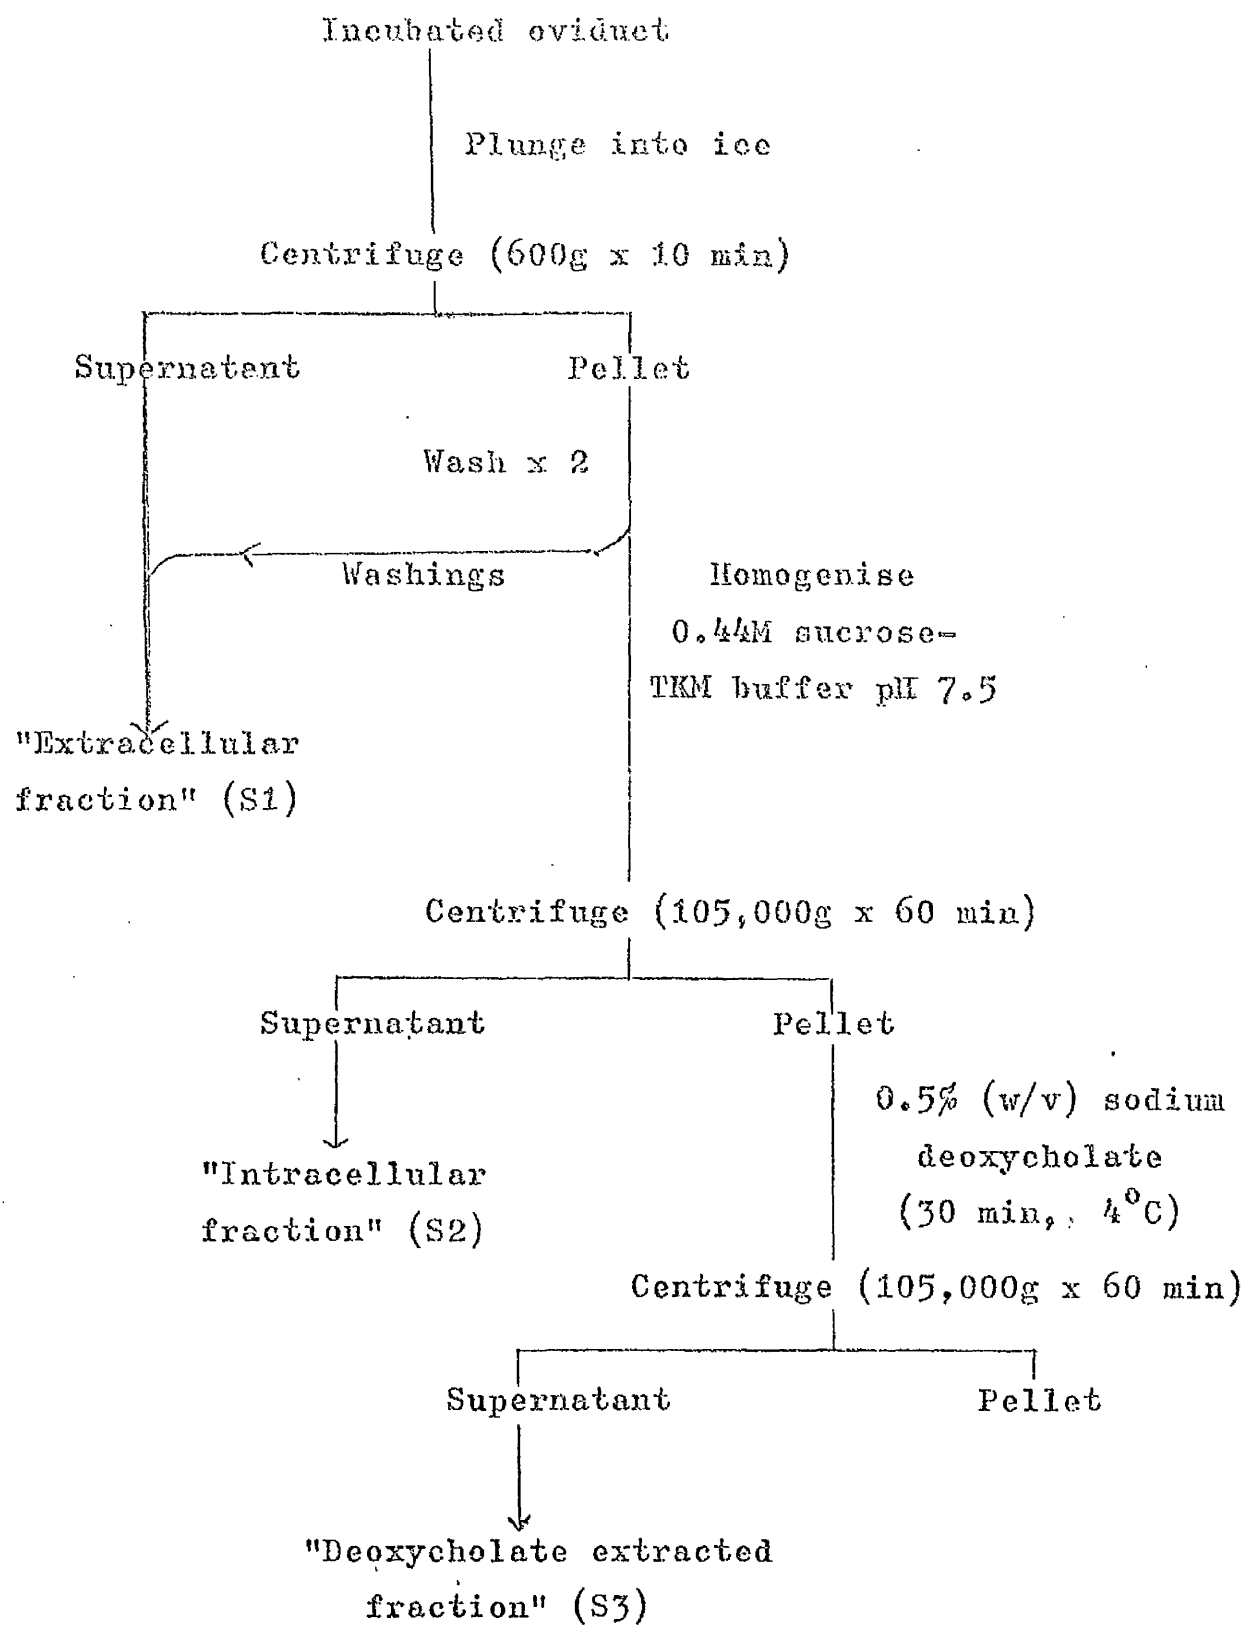 Incubated oviduct
Plunge into ice
Centrifuge (600g x 10 min)
Supernatant
Pellet
Wash x 2
Washings
Homogenise
0.44M sucrose-
TKM buffer pH 7.5
"Extracellular
fraction" (S1)
Centrifuge (105,000g x 60 min)
Supernatant
Pellet
0.5% (w/v) sodium
deoxycholate
(30 min, 4°C)
"Intracellular
fraction" (S2)
Centrifuge (105,000g x 60 min)
Supernatant
Pellet
"Deoxycholate extracted
fraction" (S3)